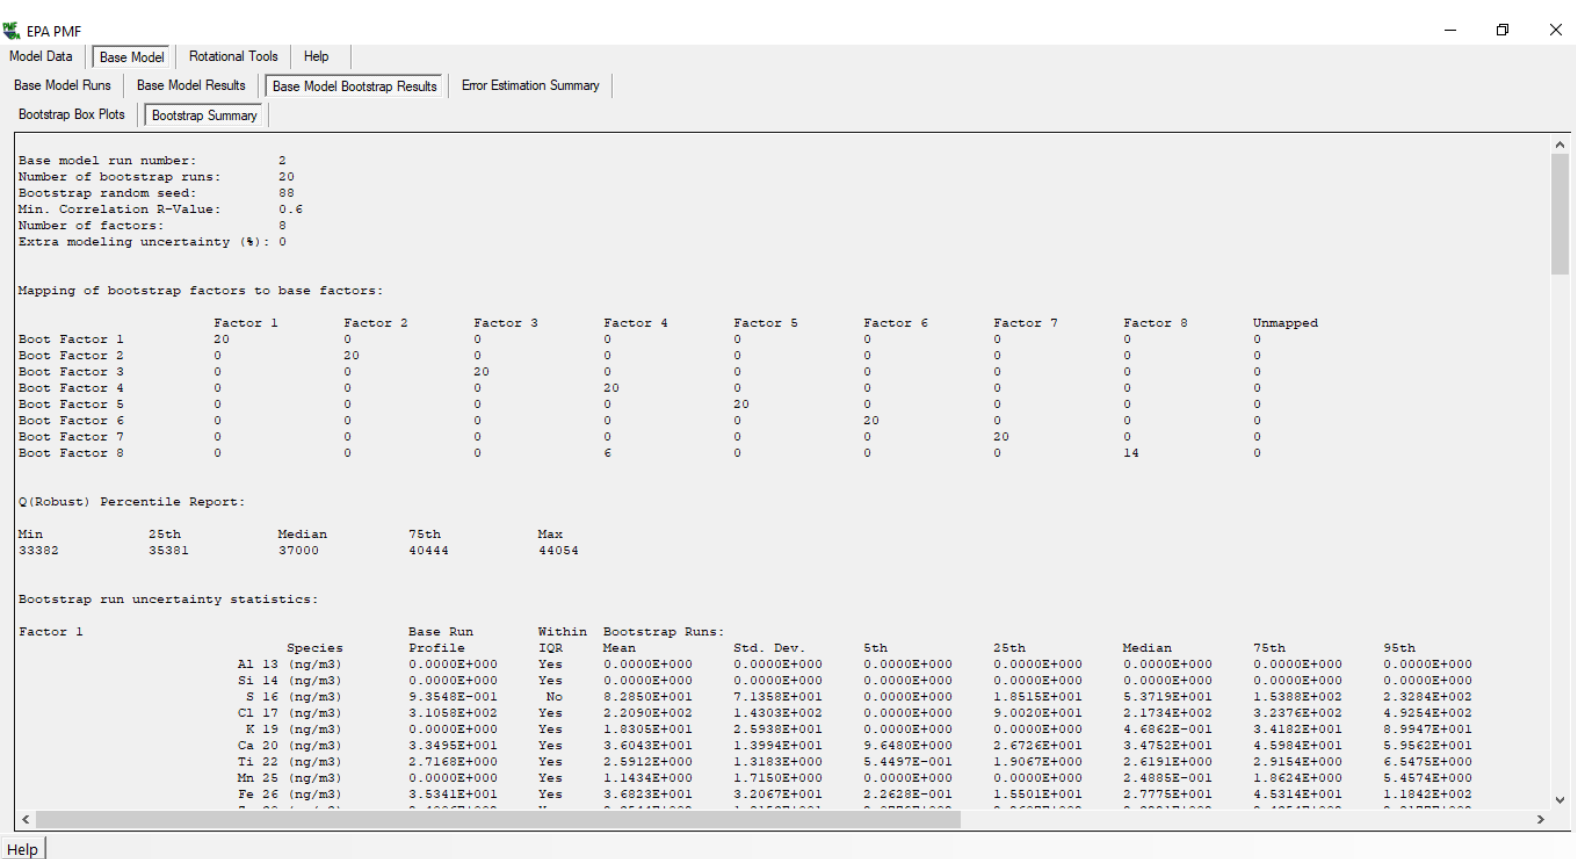 EPA PMF
Model Data Base Model Rotational Tools Help
Base Model Runs Base Model Results Base Model Bootstrap Results Error Estimation Summary
Bootstrap Box Plots Bootstrap Summary
Base model run number: 2
Number of bootstrap runs: 20
Bootstrap random seed: 88
Min. Correlation R-Value: 0.6
Number of factors: 8
Extra modeling uncertainty (%): 0
Mapping of bootstrap factors to base factors:
Factor 1 Factor 2 Factor 3 Factor 4 Factor 5 Factor 6 Factor 7 Factor 8 Unmapped
Boot Factor 1 20 0 0 0 0 0 0 0 0
Boot Factor 2 0 20 0 0 0 0 0 0 0
Boot Factor 3 0 0 20 0 0 0 0 0 0
Boot Factor 4 0 0 0 20 0 0 0 0 0
Boot Factor 5 0 0 0 0 20 0 0 0 0
Boot Factor 6 0 0 0 0 0 20 0 0 0
Boot Factor 7 0 0 0 0 0 0 20 0 0
Boot Factor 8 0 0 0 6 0 0 0 14 0
Q(Robust) Percentile Report:
Min 25th Median 75th Max
33382 35381 37000 40444 44054
Bootstrap run uncertainty statistics:
Factor 1 Base Run Within Bootstrap Runs:
Species Profile IQR Mean Std. Dev. 5th 25th Median 75th 95th
Al 13 (ng/m3) 0.0000E+000 Yes 0.0000E+000 0.0000E+000 0.0000E+000 0.0000E+000 0.0000E+000 0.0000E+000 0.0000E+000
Si 14 (ng/m3) 0.0000E+000 Yes 0.0000E+000 0.0000E+000 0.0000E+000 0.0000E+000 0.0000E+000 0.0000E+000 0.0000E+000
S 16 (ng/m3) 9.3548E-001 No 8.2850E+001 7.1358E+001 0.0000E+000 1.8515E+001 5.3719E+001 1.5388E+002 2.3284E+002
Cl 17 (ng/m3) 3.1058E+002 Yes 2.2090E+002 1.4303E+002 0.0000E+000 9.0020E+001 2.1734E+002 3.2376E+002 4.9254E+002
K 19 (ng/m3) 0.0000E+000 Yes 1.8305E+001 2.5938E+001 0.0000E+000 0.0000E+000 4.6862E-001 3.4182E+001 8.9947E+001
Ca 20 (ng/m3) 3.3495E+001 Yes 3.6043E+001 1.3994E+001 9.6480E+000 2.6726E+001 3.4752E+001 4.5984E+001 5.9562E+001
Ti 22 (ng/m3) 2.7168E+000 Yes 2.5912E+000 1.3183E+000 5.4497E-001 1.9067E+000 2.6191E+000 2.9154E+000 6.5475E+000
Mn 25 (ng/m3) 0.0000E+000 Yes 1.1434E+000 1.7150E+000 0.0000E+000 0.0000E+000 2.4885E-001 1.8624E+000 5.4574E+000
Fe 26 (ng/m3) 3.5341E+001 Yes 3.6823E+001 3.2067E+001 2.2628E-001 1.5501E+001 2.7775E+001 4.5314E+001 1.1842E+002
Help